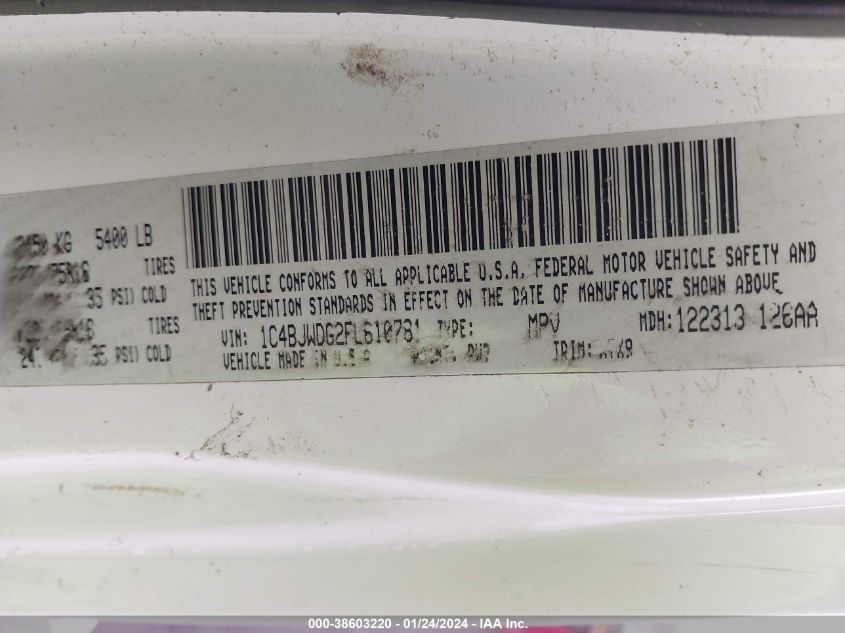 5400 LB
TIRES
35 PSI) COLD
TIRES
35 PSI) COLD
THIS VEHICLE CONFORMS TO ALL APPLICABLE U.S.A. FEDERAL MOTOR VEHICLE SAFETY AND
THEFT PREVENTION STANDARDS IN EFFECT ON THE DATE OF MANUFACTURE SHOWN ABOVE
VIN: 1C4BJWDG2FL610781 TYPE: MPV MDH:122313 126AA
VEHICLE MADE IN U.S.A TRIM:
000-38603220 - 01/24/2024 - IAA Inc.